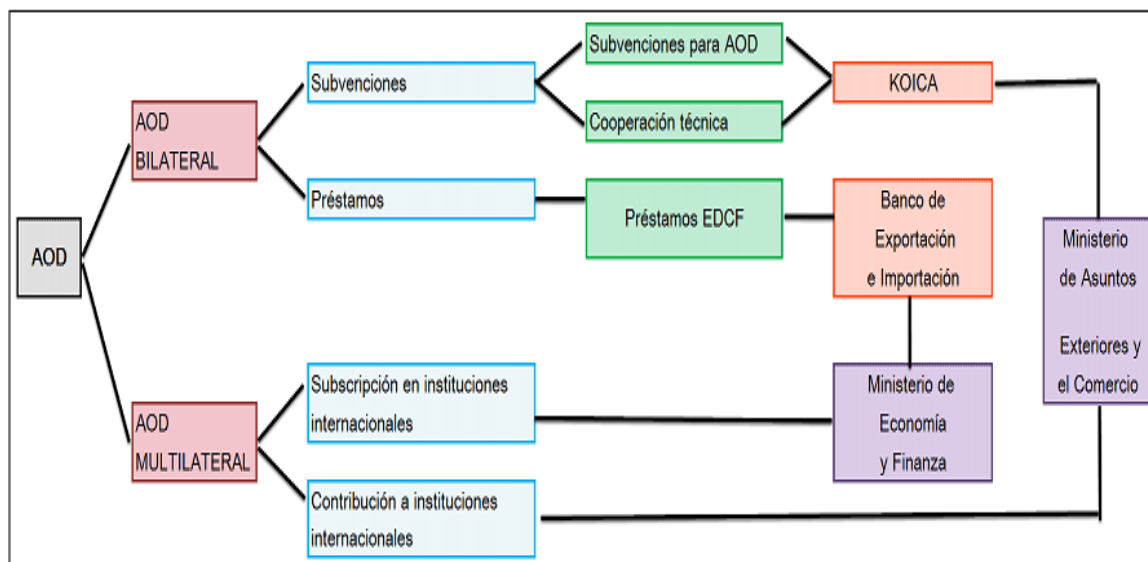 AOD
AOD
BILATERAL
Subvenciones
Subvenciones para AOD
Cooperación técnica
KOICA
Préstamos
Préstamos EDCF
Banco de
Exportación
e Importación
Ministerio
de Asuntos
Exteriores y
el Comercio
AOD
MULTILATERAL
Subscripción en instituciones
internacionales
Ministerio de
Economía
y Finanza
Contribución a instituciones
internacionales